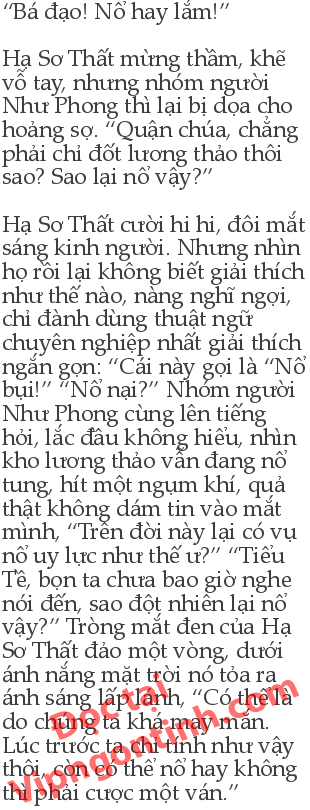 “Bá đạo! Nổ hay lắm!”
Hạ Sơ Thất mừng thầm, khẽ
vỗ tay, nhưng nhóm người
Như Phong thì lại bị dọa cho
hoảng sợ. “Quận chúa, chẳng
phải chỉ đốt lương thảo thôi
sao? Sao lại nổ vậy?”
Hạ Sơ Thất cười hi hi, đôi mắt
sáng kinh người. Nhưng nhìn
họ rồi lại không biết giải thích
như thế nào, nàng nghĩ ngợi,
chỉ đành dùng thuật ngữ
chuyên nghiệp nhất giải thích
ngắn gọn: “Cái này gọi là “Nổ
bụi!” “Nổ nại?” Nhóm người
Như Phong cùng lên tiếng
hỏi, lắc đầu không hiểu, nhìn
kho lương thảo vẫn đang nổ
tung, hít một ngụm khí, quả
thật không dám tin vào mắt
mình, “Trên đời này lại có vụ
nổ uy lực như thế ư?” “Tiểu
Tê, bọn ta chưa bao giờ nghe
nói đến, sao đột nhiên lại nổ
vậy?” Tròng mắt đen của Hạ
Sơ Thất đảo một vòng, dưới
ánh nắng mặt trời nó tỏa ra
ánh sáng lấp lánh, “Có thể là
do chúng ta khá may mắn.
Lúc trước ta chỉ tính như vậy
thôi, còn có thể nổ hay không
thì phải cược một ván.”
Doc tai
Vipngontinh.com